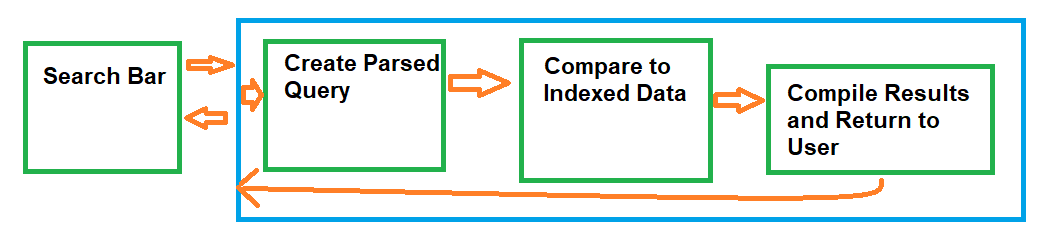 Search Bar
Create Parsed
Query
Compare to
Indexed Data
Compile Results
and Return to
User